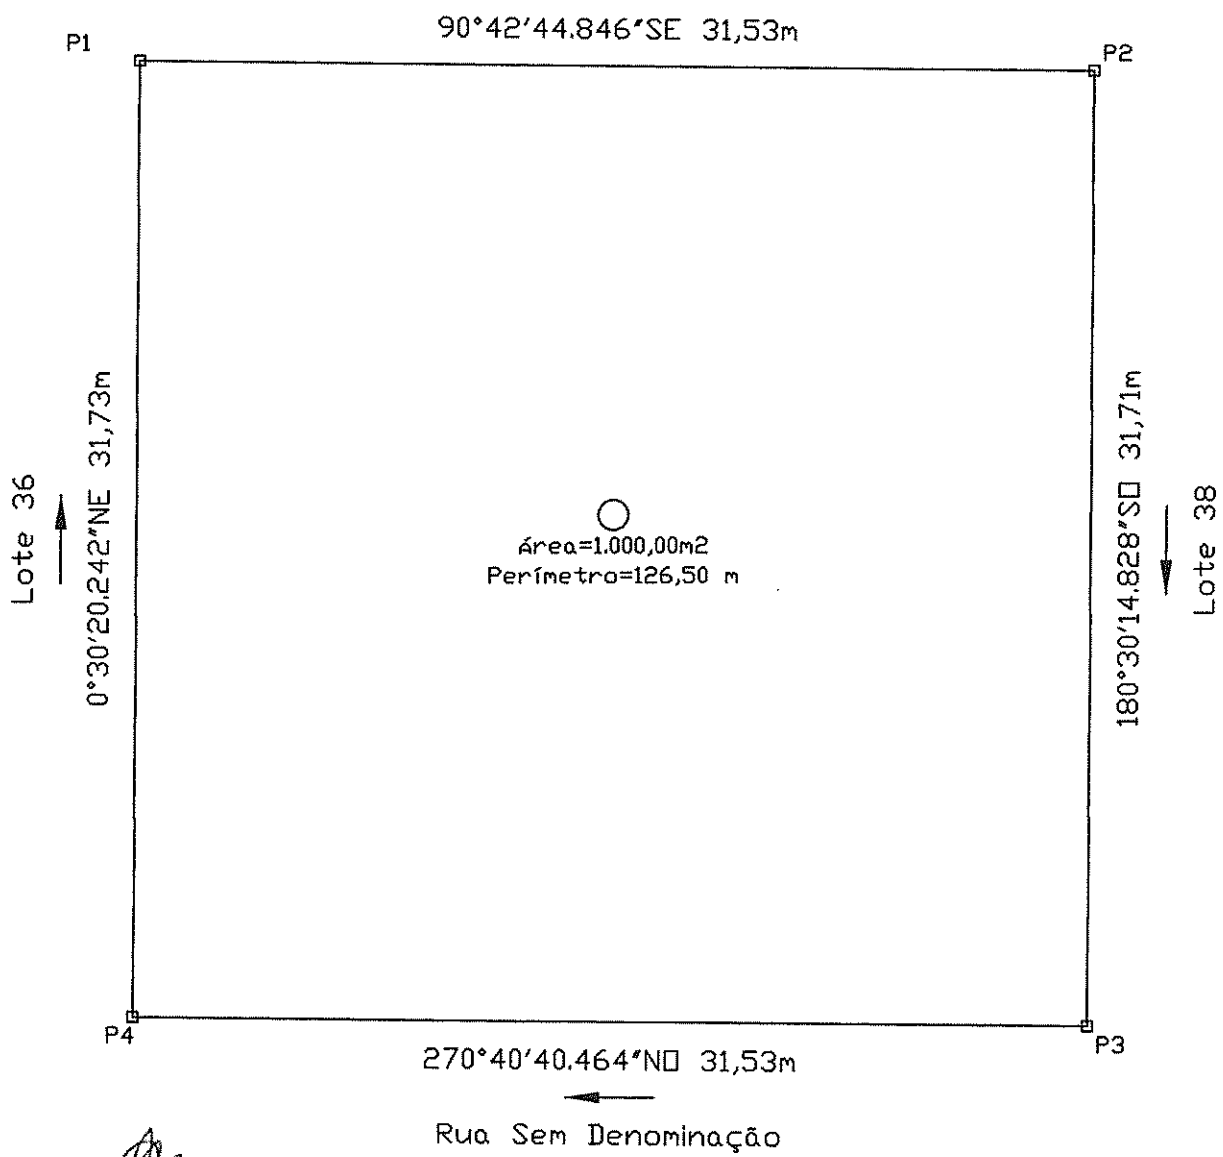 90°42'44.846"SE 31,53m
P1
P2
Lote 36
0°30'20.242"NE 31,73m
Área=1.000,00m2
Perímetro=126,50 m
180°30'14.828"SO 31,71m
Lote 38
P4
P3
270°40'40.464"NO 31,53m
Rua Sem Denominação